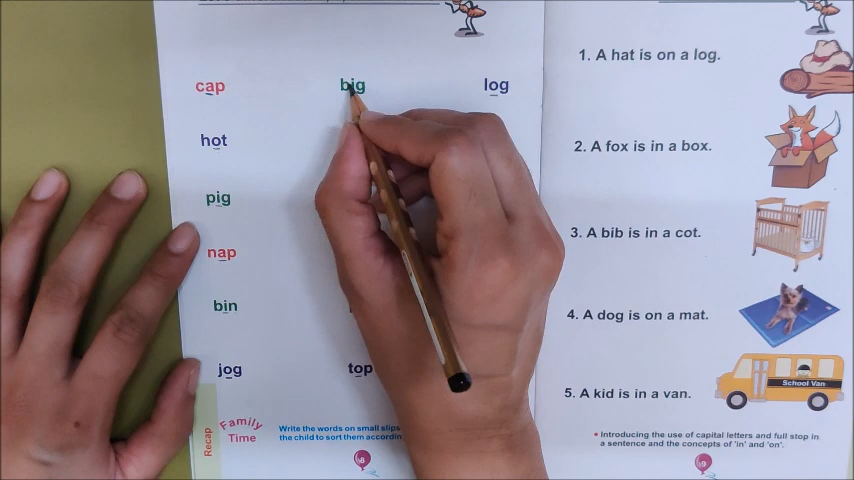 cap big log
hot
pig
nap
bin
jog top
Recap
Family
Time
Write the words on small slips
the child to sort them
8
1. A hat is on a log.
2. A fox is in a box.
3. A bib is in a cot.
4. A dog is on a mat.
5. A kid is in a van.
School Van
• Introducing the use of capital letters and full stop in
a sentence and the concepts of 'in' and 'on'.
9